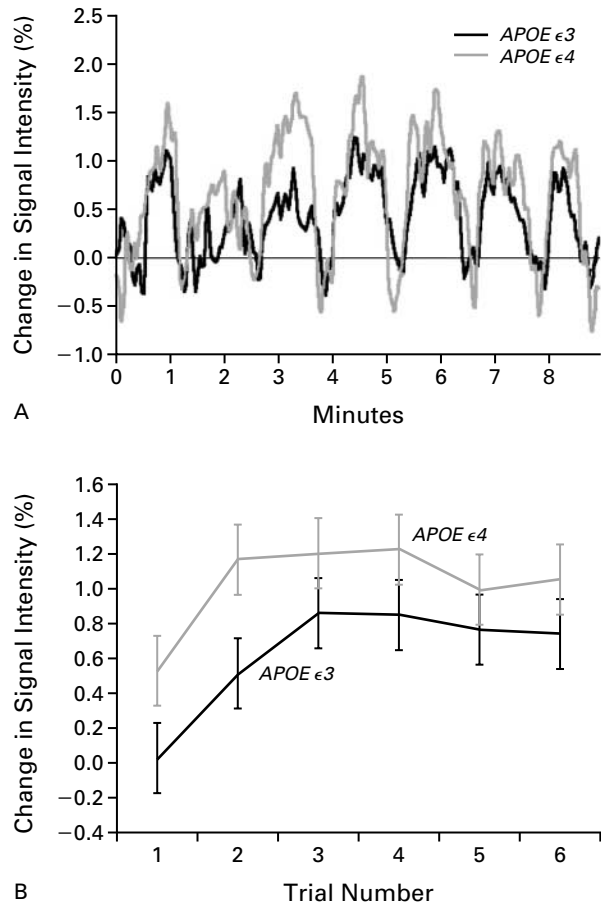 Change in Signal Intensity (%)
2.5
2.0
1.5
1.0
0.5
0.0
−0.5
−1.0
APOE ϵ3
APOE ϵ4
0 1 2 3 4 5 6 7 8
Minutes
A
Change in Signal Intensity (%)
1.6
1.4
1.2
1.0
0.8
0.6
0.4
0.2
0.0
−0.2
−0.4
APOE ϵ4
APOE ϵ3
1 2 3 4 5 6
Trial Number
B